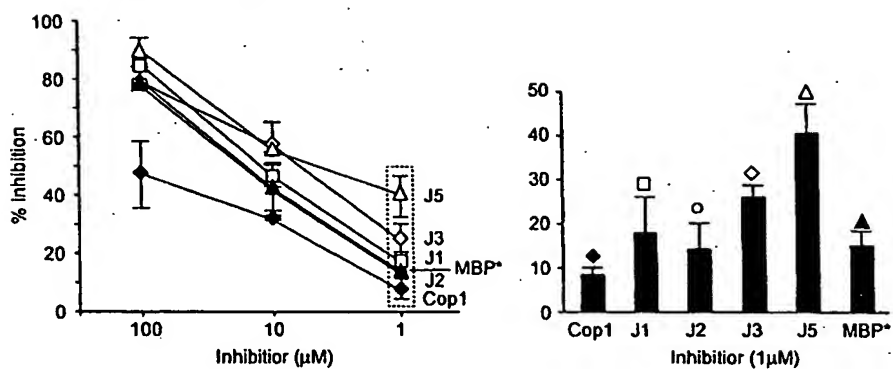 100
80
60
40
20
0
% Inhibition
100 10 1
Inhibitior (µM)
J5
J3
J1
MBP*
J2
Cop1
50
40
30
20
10
0
Cop1 J1 J2 J3 J5 MBP*
Inhibitior (1µM)